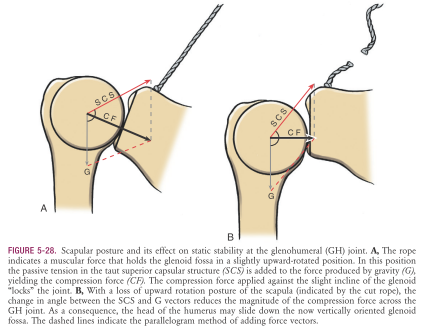 SCS
CF
G
A
SCS
CF
G
B
FIGURE 5-28. Scapular posture and its effect on static stability at the glenohumeral (GH) joint. A, The rope
indicates a muscular force that holds the glenoid fossa in a slightly upward-rotated position. In this position
the passive tension in the taut superior capsular structure (SCS) is added to the force produced by gravity (G),
yielding the compression force (CF). The compression force applied against the slight incline of the glenoid
"locks" the joint. B, With a loss of upward rotation posture of the scapula (indicated by the cut rope), the
change in angle between the SCS and G vectors reduces the magnitude of the compression force across the
GH joint. As a consequence, the head of the humerus may slide down the now vertically oriented glenoid
fossa. The dashed lines indicate the parallelogram method of adding force vectors.